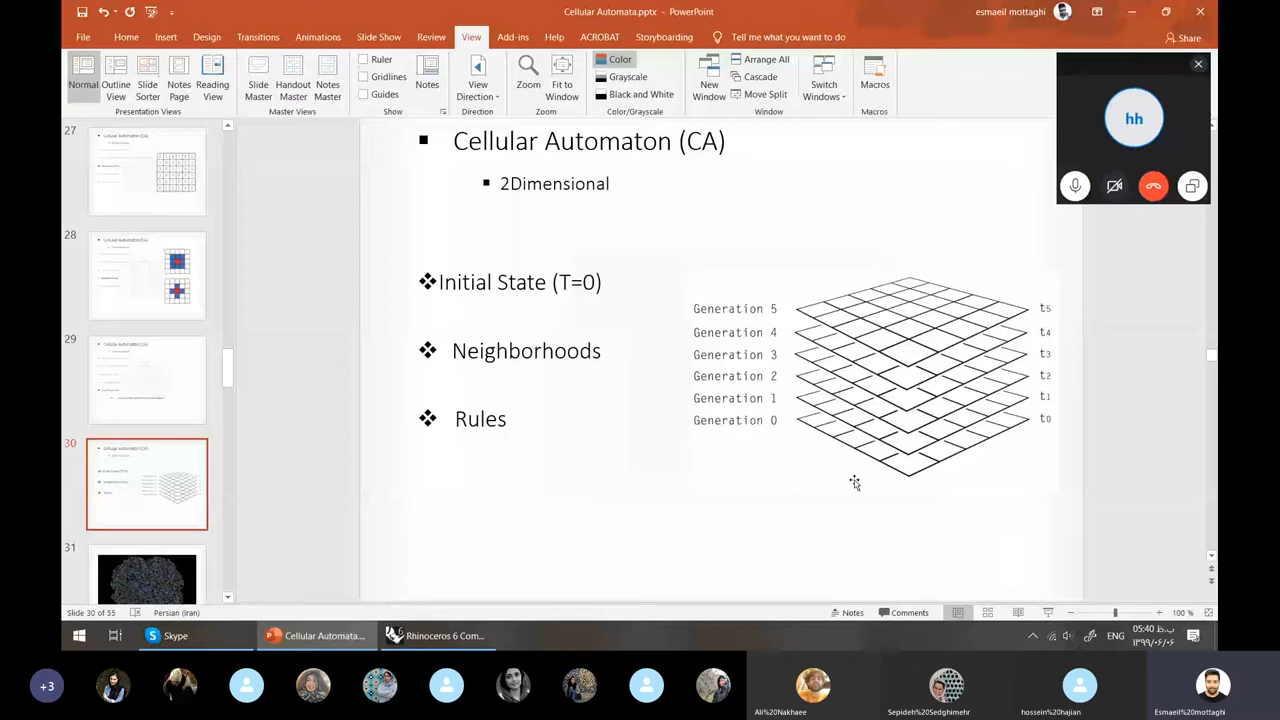 Cellular Automata.pptx - PowerPoint
esmaeil mottaghi
File Home Insert Design Transitions Animations Slide Show Review View Add-ins Help ACROBAT Storyboarding Tell me what you want to do
Share
Normal
Outline View
Slide Sorter
Notes Page
Reading View
Presentation Views
Slide Master
Handout Master
Notes Master
Master Views
Ruler
Gridlines
Guides
Show
Notes
View Direction
Direction
Zoom
Fit to Window
Zoom
Color
Grayscale
Black and White
Color/Grayscale
New Window
Arrange All
Cascade
Move Split
Switch Windows
Window
Macros
Macros
hh
27
28
29
30
31
Cellular Automaton (CA)
2Dimensional
Initial State (T=0)
Neighborhoods
Rules
Generation 5 t5
Generation 4 t4
Generation 3 t3
Generation 2 t2
Generation 1 t1
Generation 0 t0
Slide 30 of 55 Persian (Iran)
Notes Comments 100 %
Skype
Cellular Automata....
Rhinoceros 6 Com...
ENG
05:40 ب.ظ
۱۳۹۹/۰۶/۰۶
+3
Ali%20Nakhaee
Sepideh%20Sedghimehr
hossein%20hajian
Esmaeil%20mottaghi